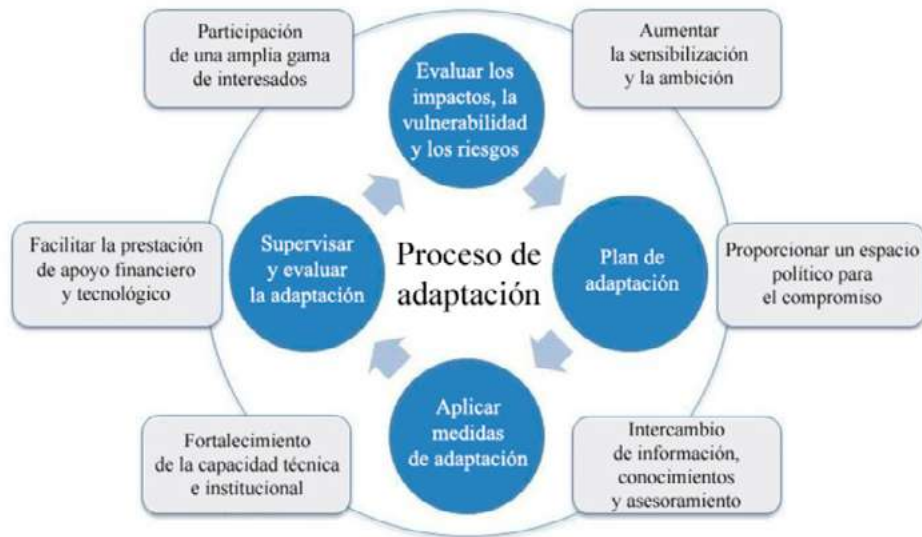 Participación
de una amplia gama
de interesados
Aumentar
la sensibilización
y la ambición
Evaluar los
impactos, la
vulnerabilidad
y los riesgos
Facilitar la prestación
de apoyo financiero
y tecnológico
Supervisar
y evaluar
la adaptación
Proceso de
adaptación
Plan de
adaptación
Proporcionar un espacio
político para
el compromiso
Aplicar
medidas
de adaptación
Fortalecimiento
de la capacidad técnica
e institucional
Intercambio
de información,
conocimientos
y asesoramiento